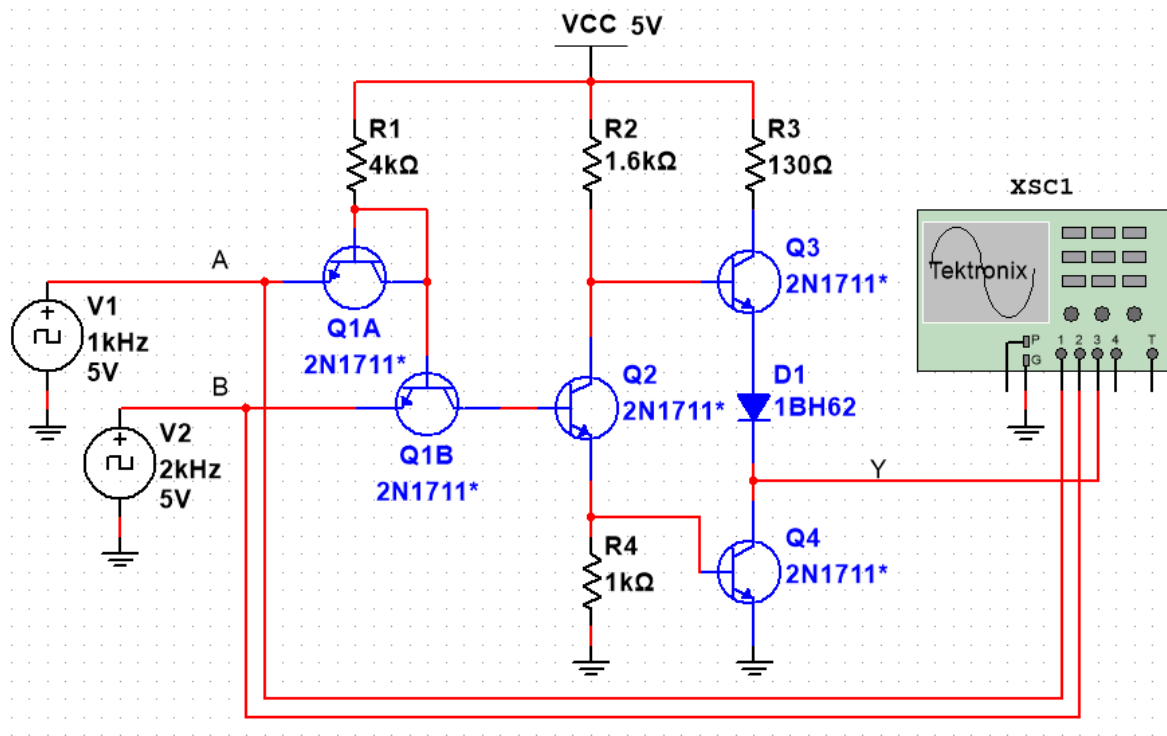 VCC 5V
R1
4kΩ
R2
1.6kΩ
R3
130Ω
XSC1
Tektronix
P
G
1 2 3 4 T
A
V1
1kHz
5V
Q1A
2N1711*
Q3
2N1711*
B
V2
2kHz
5V
Q1B
2N1711*
Q2
2N1711*
D1
1BH62
Y
R4
1kΩ
Q4
2N1711*